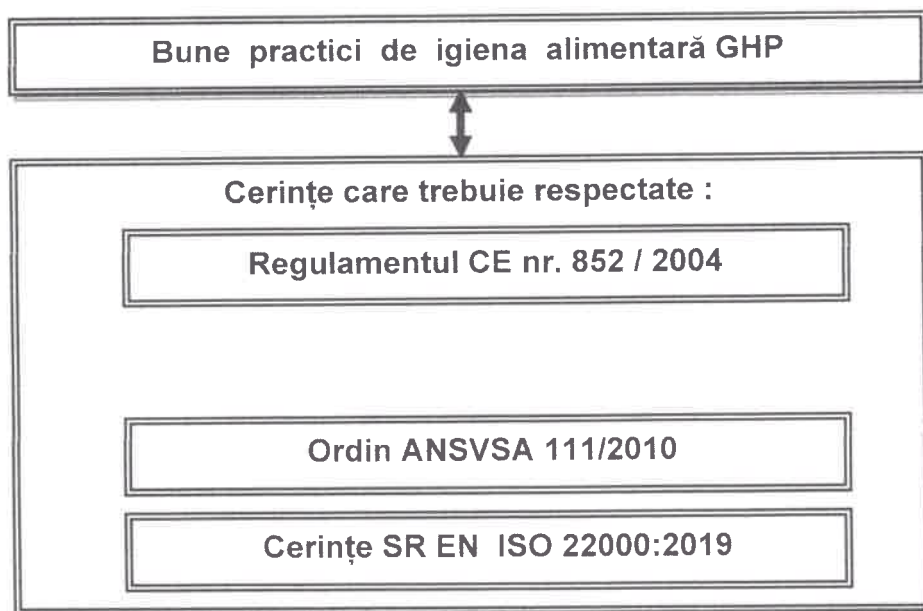 Bune practici de igiena alimentară GHP
Cerințe care trebuie respectate :
Regulamentul CE nr. 852 / 2004
Ordin ANSVSA 111/2010
Cerințe SR EN ISO 22000:2019